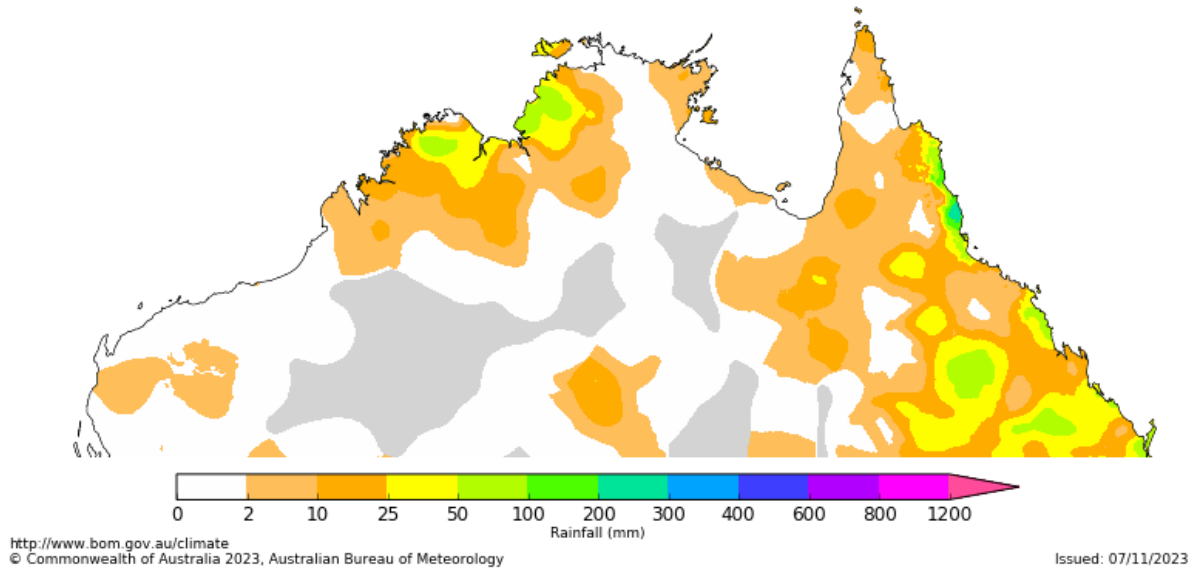 0 2 10 25 50 100 200 300 400 600 800 1200
Rainfall (mm)
http://www.bom.gov.au/climate
© Commonwealth of Australia 2023, Australian Bureau of Meteorology Issued: 07/11/2023